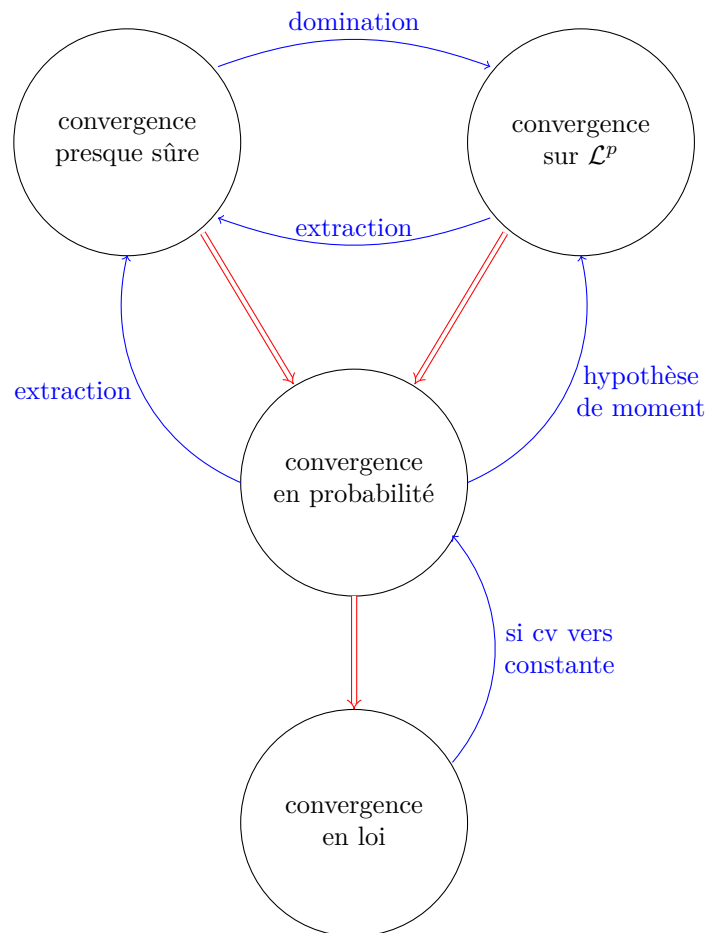 domination
convergence
presque sûre
convergence
sur ℒᵖ
extraction
extraction
hypothèse
de moment
convergence
en probabilité
si cv vers
constante
convergence
en loi